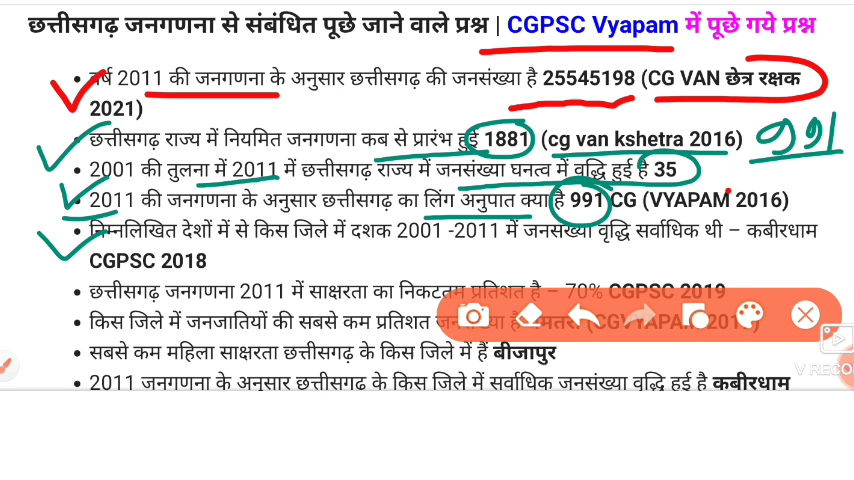 छत्तीसगढ़ जनगणना से संबंधित पूछे जाने वाले प्रश्न | CGPSC Vyapam में पूछे गये प्रश्न
• वर्ष 2011 की जनगणना के अनुसार छत्तीसगढ़ की जनसंख्या है 25545198 (CG VAN छेत्र रक्षक
2021)
• छत्तीसगढ़ राज्य में नियमित जनगणना कब से प्रारंभ हुई 1881 (cg van kshetra 2016) 991
• 2001 की तुलना में 2011 में छत्तीसगढ़ राज्य में जनसंख्या घनत्व में वृद्धि हुई है 35
• 2011 की जनगणना के अनुसार छत्तीसगढ़ का लिंग अनुपात क्या है 991 CG (VYAPAM 2016)
• निम्नलिखित देशों में से किस जिले में दशक 2001 -2011 में जनसंख्या वृद्धि सर्वाधिक थी – कबीरधाम
CGPSC 2018
• छत्तीसगढ़ जनगणना 2011 में साक्षरता का निकटतम प्रतिशत है – 70% CGPSC 2019
• किस जिले में जनजातियों की सबसे कम प्रतिशत (CGVYAPAM
• सबसे कम महिला साक्षरता छत्तीसगढ़ के किस जिले में हैं बीजापुर
V RECO
• 2011 जनगणना के अनुसार छत्तीसगढ़ के किस जिले में सर्वाधिक जनसंख्या वृद्धि हुई है कबीरधाम